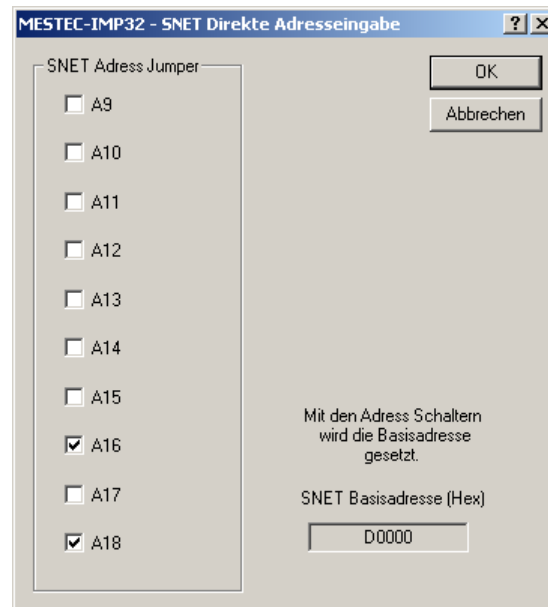 MESTEC-IMP32 - SNET Direkte Adresseingabe
SNET Adress Jumper
A9
A10
A11
A12
A13
A14
A15
A16
A17
A18
OK
Abbrechen
Mit den Adress Schaltern
wird die Basisadresse
gesetzt.
SNET Basisadresse (Hex)
D0000